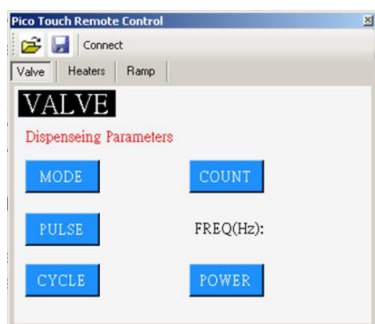 Pico Touch Remote Control
Connect
Valve Heaters Ramp
VALVE
Dispenseing Parameters
MODE COUNT
PULSE FREQ(Hz):
CYCLE POWER